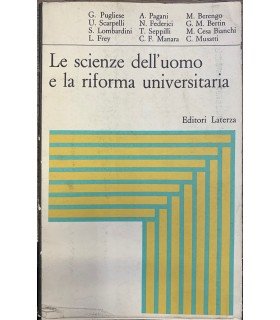 G. Pugliese A. Pagani M. Berengo
U. Scarpelli N. Federici G. M. Bertin
S. Lombardini T. Seppilli M. Cesa Bianchi
L. Frey C. F. Manara C. Musatti
Le scienze dell'uomo
e la riforma universitaria
Editori Laterza